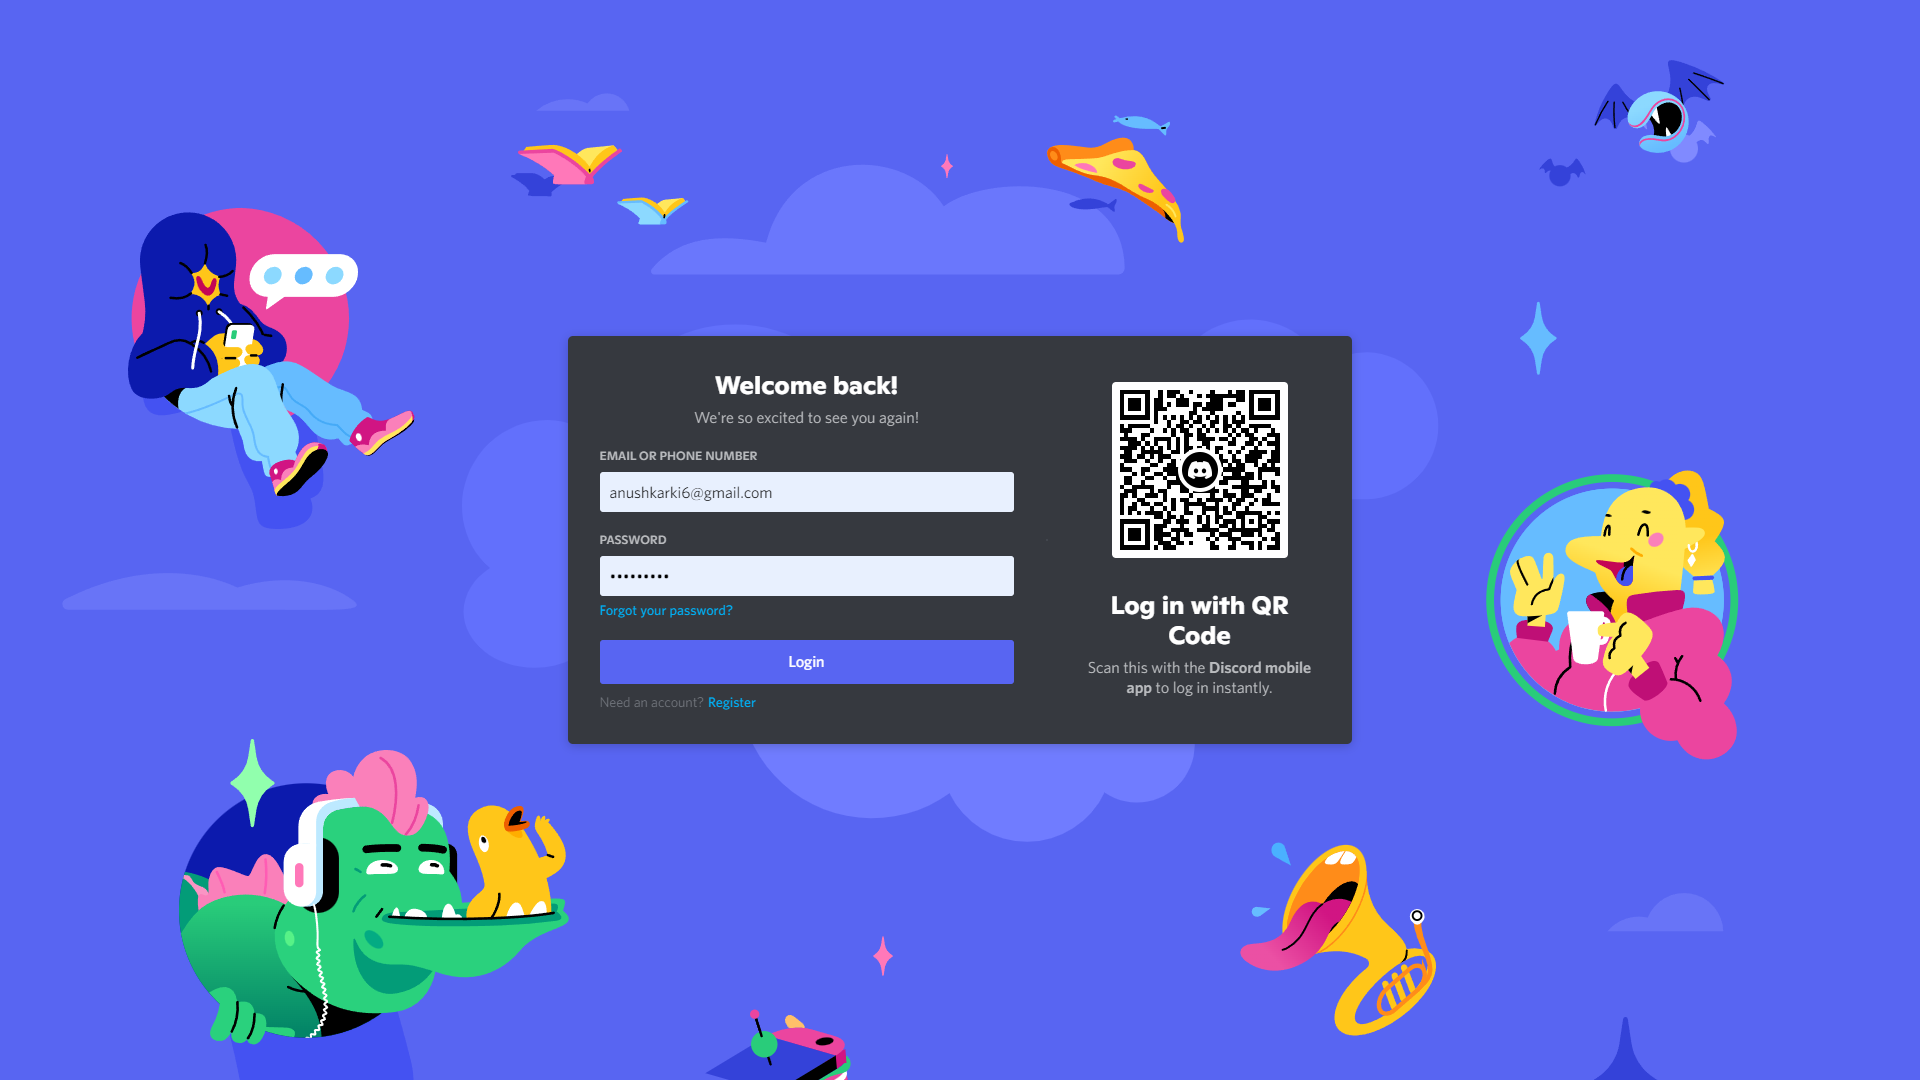 Welcome back!
We're so excited to see you again!
EMAIL OR PHONE NUMBER
anushkarki6@gmail.com
PASSWORD
•••••••••
Forgot your password?
Login
Need an account? Register
Log in with QR
Code
Scan this with the Discord mobile
app to log in instantly.